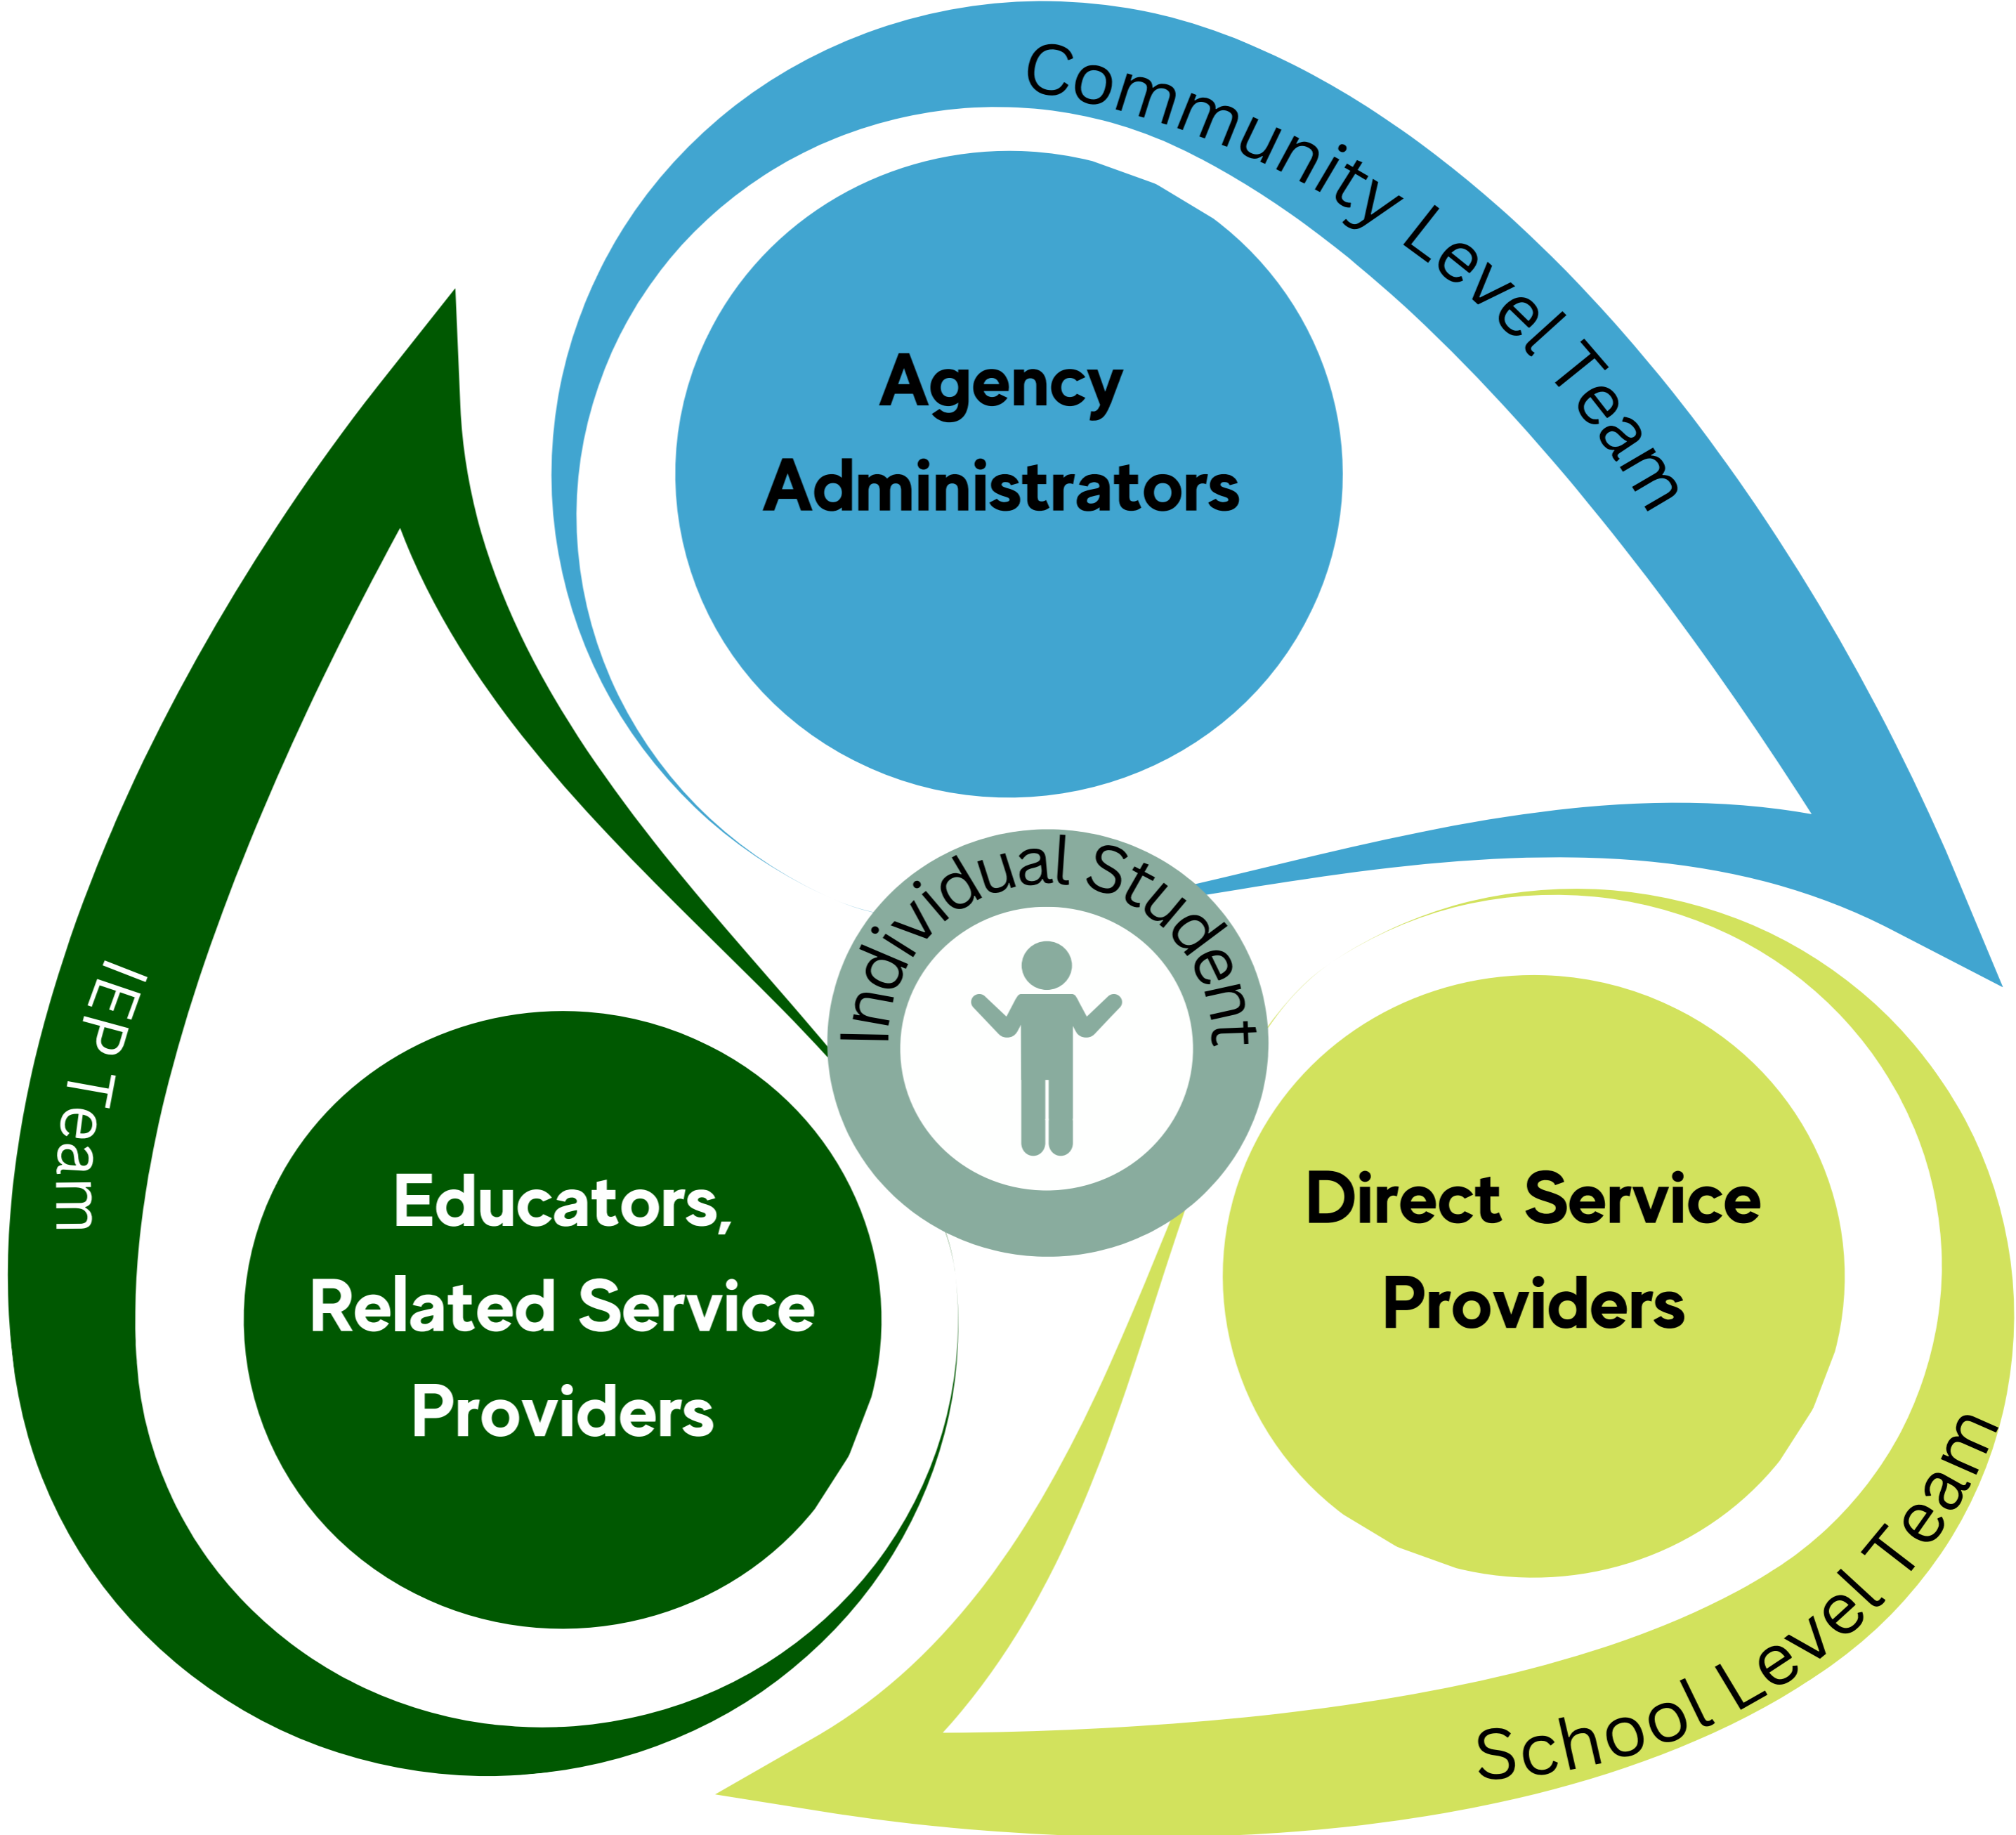 Community Level Team
Agency
Administrators
Individual Student
IEP Team
Educators,
Related Service
Providers
Direct Service
Providers
School Level Team